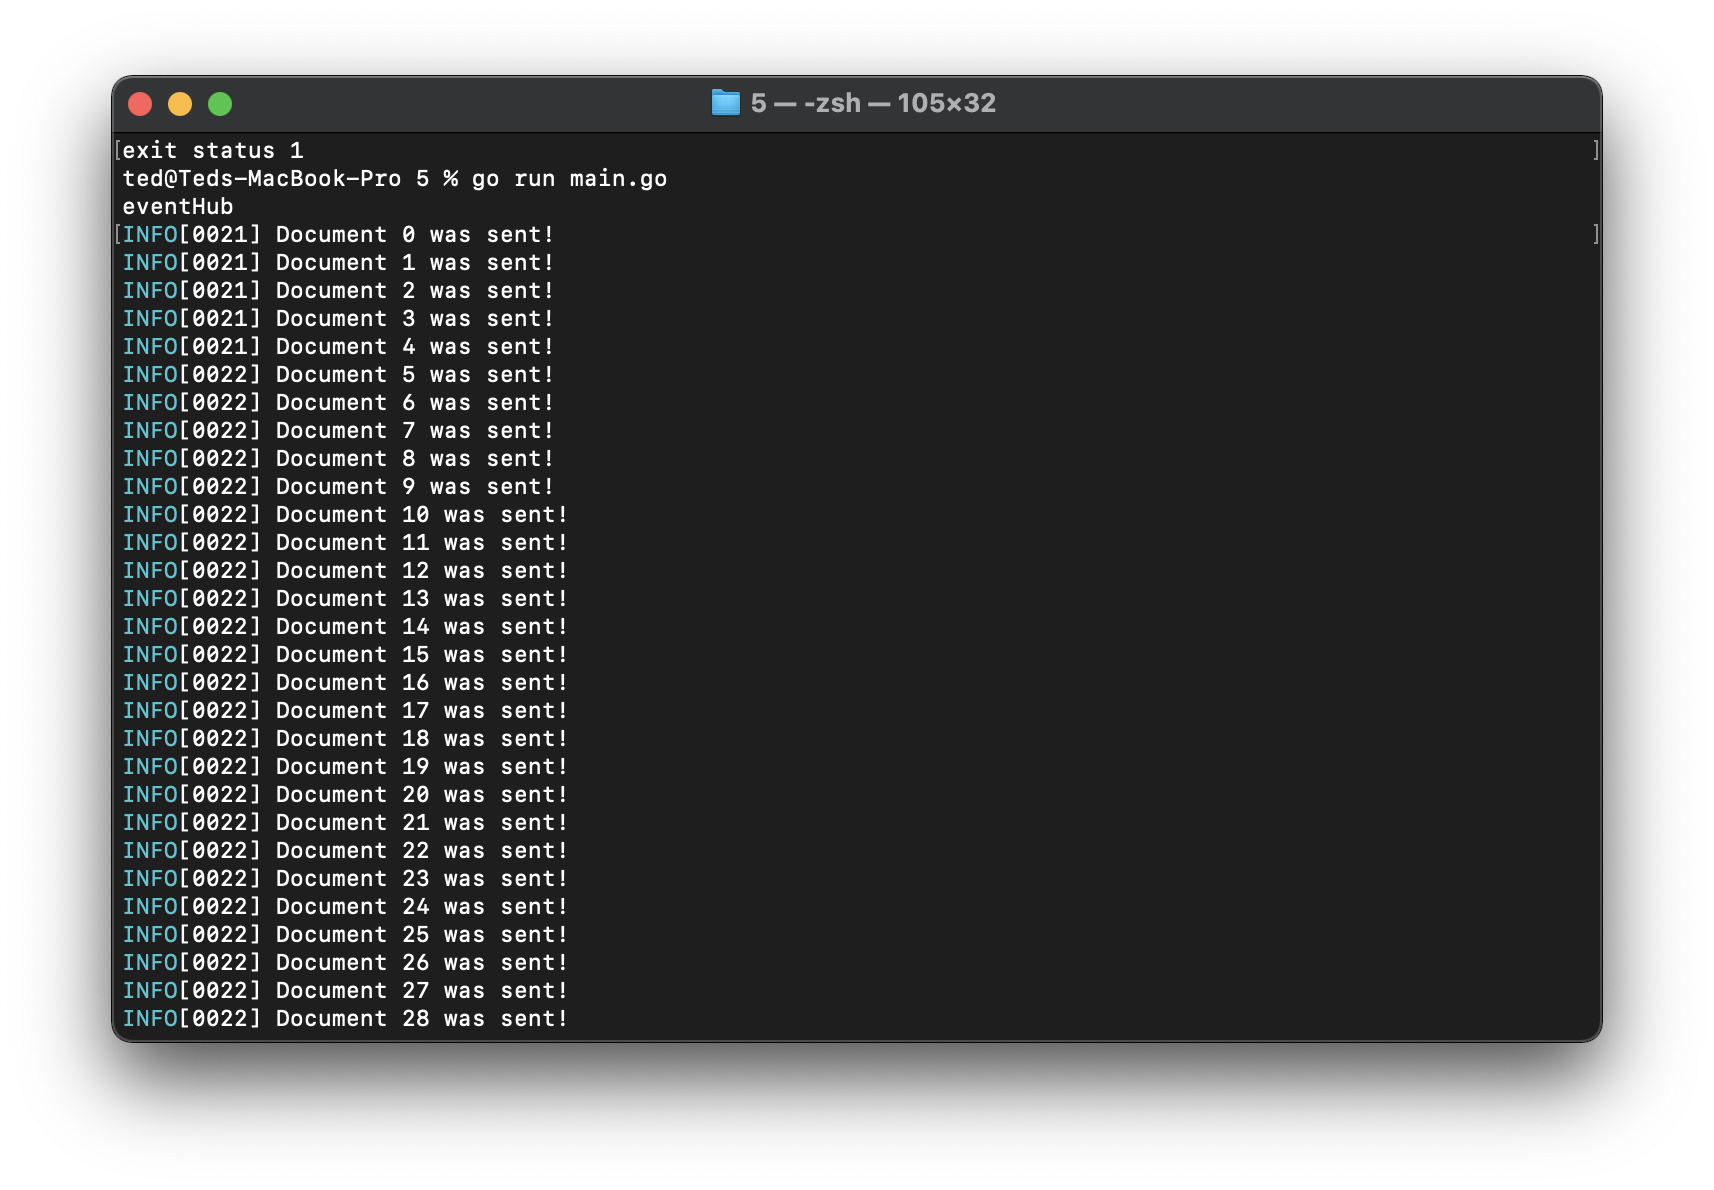 5 — -zsh — 105×32
exit status 1
ted@Teds-MacBook-Pro 5 % go run main.go
eventHub
INFO[0021] Document 0 was sent!
INFO[0021] Document 1 was sent!
INFO[0021] Document 2 was sent!
INFO[0021] Document 3 was sent!
INFO[0021] Document 4 was sent!
INFO[0022] Document 5 was sent!
INFO[0022] Document 6 was sent!
INFO[0022] Document 7 was sent!
INFO[0022] Document 8 was sent!
INFO[0022] Document 9 was sent!
INFO[0022] Document 10 was sent!
INFO[0022] Document 11 was sent!
INFO[0022] Document 12 was sent!
INFO[0022] Document 13 was sent!
INFO[0022] Document 14 was sent!
INFO[0022] Document 15 was sent!
INFO[0022] Document 16 was sent!
INFO[0022] Document 17 was sent!
INFO[0022] Document 18 was sent!
INFO[0022] Document 19 was sent!
INFO[0022] Document 20 was sent!
INFO[0022] Document 21 was sent!
INFO[0022] Document 22 was sent!
INFO[0022] Document 23 was sent!
INFO[0022] Document 24 was sent!
INFO[0022] Document 25 was sent!
INFO[0022] Document 26 was sent!
INFO[0022] Document 27 was sent!
INFO[0022] Document 28 was sent!